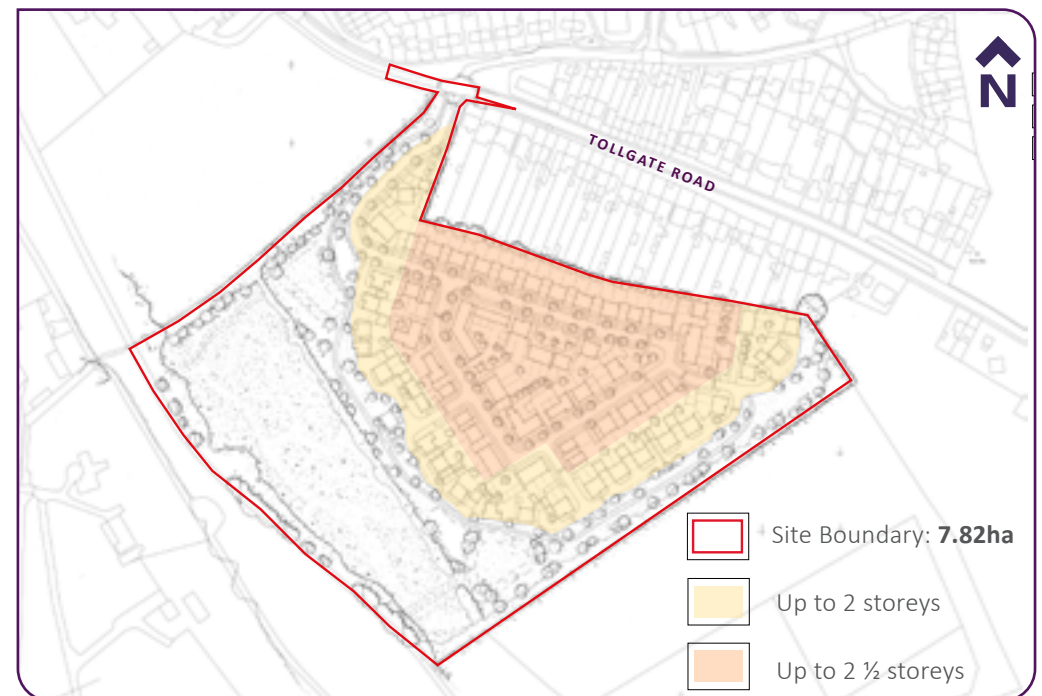 N
TOLLGATE ROAD
Site Boundary: 7.82ha
Up to 2 storeys
Up to 2 ½ storeys